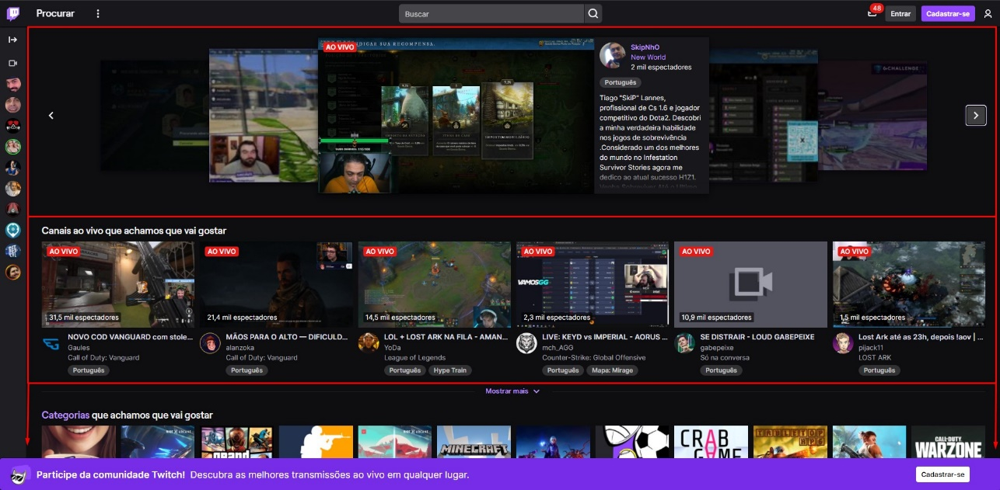 Procurar
Buscar
48
Entrar
Cadastrar-se
DIGAR SUA RECOMPENSA.
AO VIVO
G-CHALLENGE
SkipNhO
New World
2 mil espectadores
Português
Tiago "SkiP" Lannes,
profissional de Cs 1.6 e jogador
competitivo do Dota2. Descobri
a minha verdadeira habilidade
nos jogos de sobrevivência
.Considerado um dos melhores
do mundo no Infestation
Survivor Stories agora me
dedico ao atual sucesso H1Z1.
Canais ao vivo que achamos que vai gostar
AO VIVO
AO VIVO
AO VIVO
AO VIVO
AO VIVO
AO VIVO
VAMOSGG
31,5 mil espectadores
21,4 mil espectadores
14,5 mil espectadores
2,3 mil espectadores
10,9 mil espectadores
1,5 mil espectadores
NOVO COD VANGUARD com stole...
Gaules
Call of Duty: Vanguard
Português
MÃOS PARA O ALTO — DIFICULD...
alanzoka
Call of Duty: Vanguard
Português
LOL + LOST ARK NA FILA - AMAN...
YoDa
League of Legends
Português
Hype Train
LIVE: KEYD vs IMPERIAL - AORUS ...
mch_AGG
Counter-Strike: Global Offensive
Português
Mapa: Mirage
SE DISTRAIR - LOUD GABEPEIXE
gabepeixe
Só na conversa
Português
Lost Ark até as 23h, depois !aov | ...
pijack11
LOST ARK
Português
Mostrar mais
Categorias que achamos que vai gostar
grand
MINECRAFT
CRAB
GAME
TABLETOP
RPG
CALL·DUTY
WARZONE
Participe da comunidade Twitch! Descubra as melhores transmissões ao vivo em qualquer lugar.
Cadastrar-se